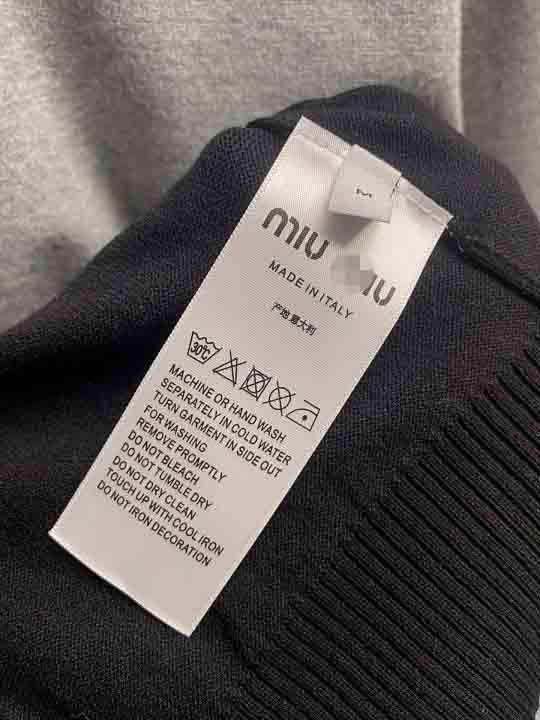 miu
MADE IN ITALY
产地 意大利
30℃
MACHINE OR HAND WASH
SEPARATELY IN COLD WATER
TURN GARMENT IN SIDE OUT
FOR WASHING
REMOVE PROMPTLY
DO NOT BLEACH
DO NOT TUMBLE DRY
DO NOT DRY CLEAN
TOUCH UP WITH COOL IRON
DO NOT IRON DECORATION